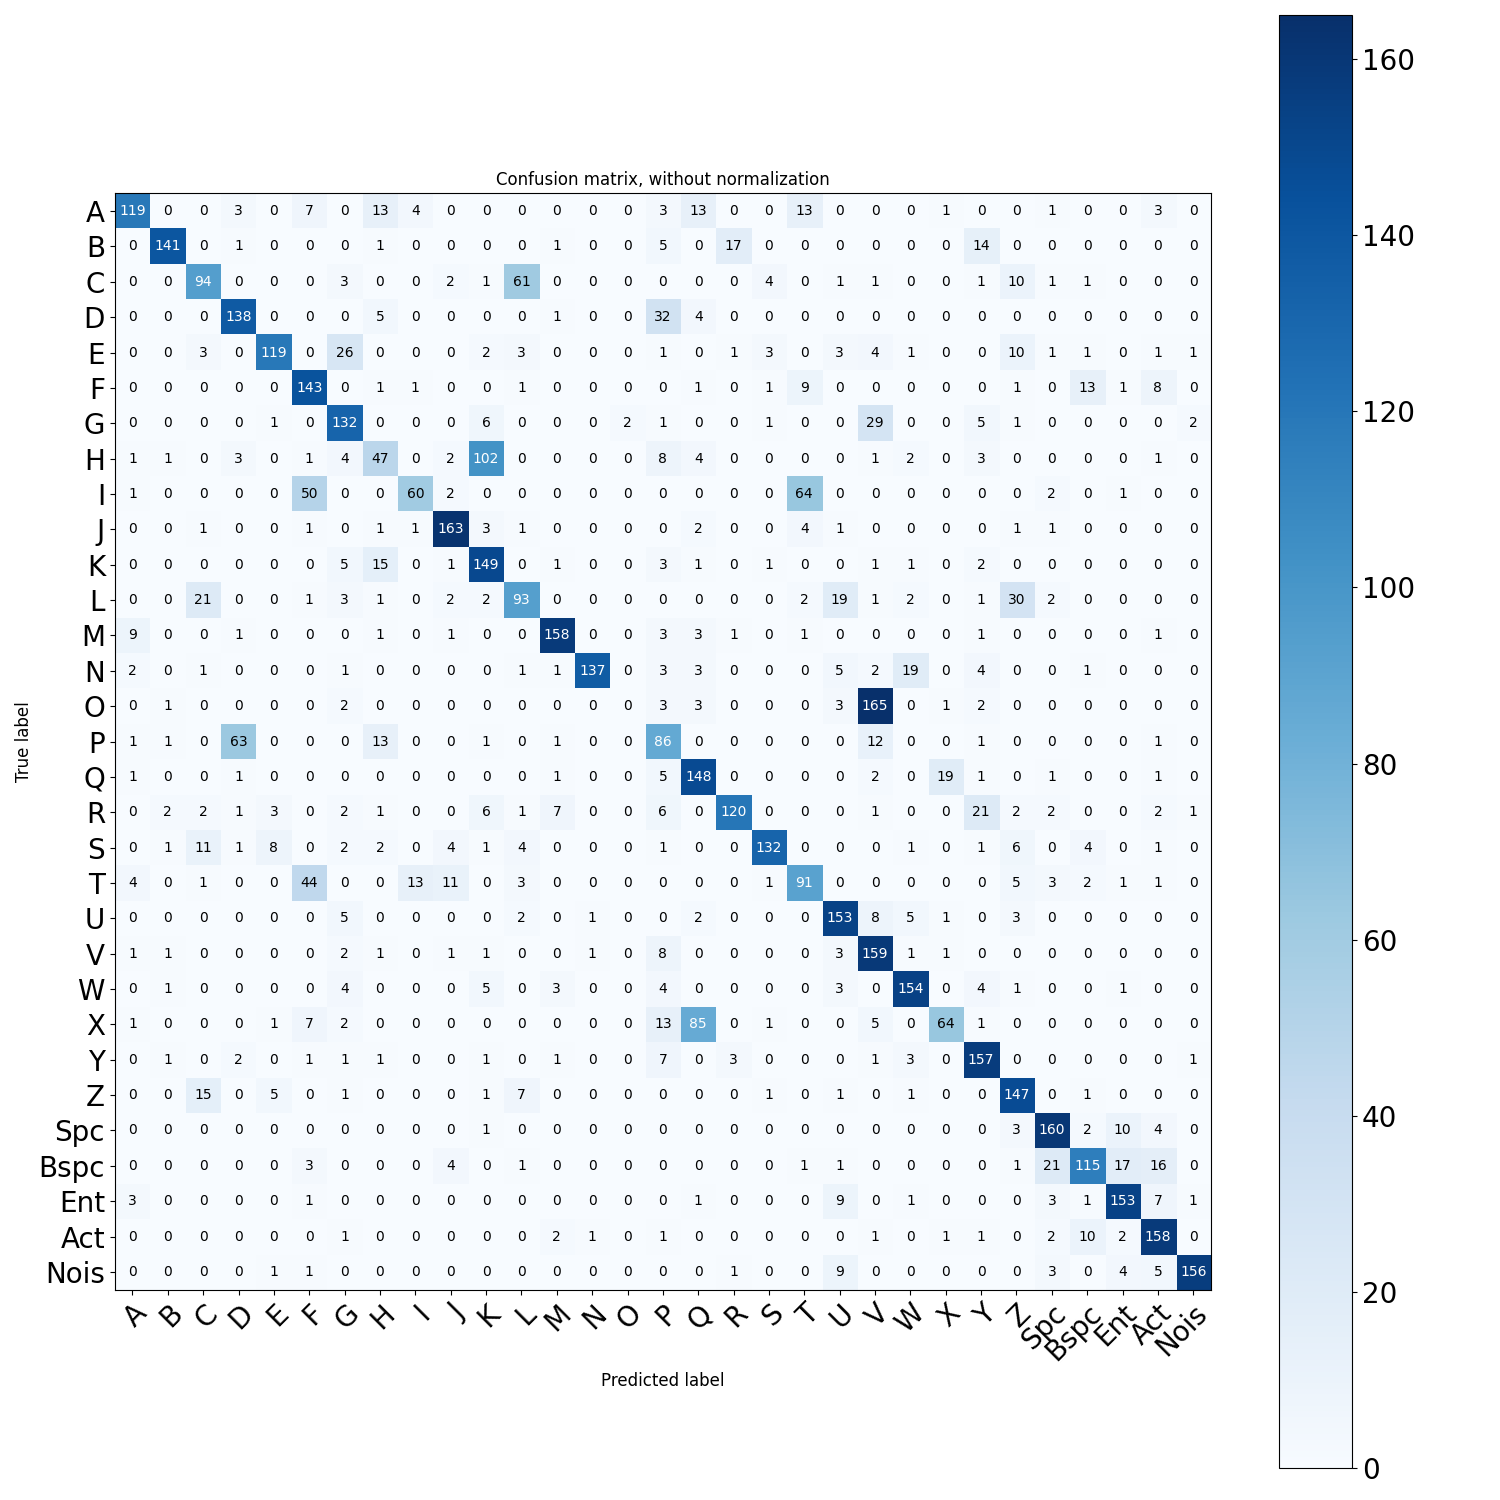 Confusion matrix, without normalization
A 119 0 0 3 0 7 0 13 4 0 0 0 0 0 0 3 13 0 0 13 0 0 0 1 0 0 1 0 0 3 0
B 0 141 0 1 0 0 0 1 0 0 0 0 1 0 0 5 0 17 0 0 0 0 0 0 14 0 0 0 0 0 0
C 0 0 94 0 0 0 3 0 0 2 1 61 0 0 0 0 0 0 4 0 1 1 0 0 1 10 1 1 0 0 0
D 0 0 0 138 0 0 0 5 0 0 0 0 1 0 0 32 4 0 0 0 0 0 0 0 0 0 0 0 0 0 0
E 0 0 3 0 119 0 26 0 0 0 2 3 0 0 0 1 0 1 3 0 3 4 1 0 0 10 1 1 0 1 1
F 0 0 0 0 0 143 0 1 1 0 0 1 0 0 0 0 1 0 1 9 0 0 0 0 0 1 0 13 1 8 0
G 0 0 0 0 1 0 132 0 0 0 6 0 0 0 2 1 0 0 1 0 0 29 0 0 5 1 0 0 0 0 2
H 1 1 0 3 0 1 4 47 0 2 102 0 0 0 0 8 4 0 0 0 0 1 2 0 3 0 0 0 0 1 0
I 1 0 0 0 0 50 0 0 60 2 0 0 0 0 0 0 0 0 0 64 0 0 0 0 0 0 2 0 1 0 0
J 0 0 1 0 0 1 0 1 1 163 3 1 0 0 0 0 2 0 0 4 1 0 0 0 0 1 1 0 0 0 0
K 0 0 0 0 0 0 5 15 0 1 149 0 1 0 0 3 1 0 1 0 0 1 1 0 2 0 0 0 0 0 0
L 0 0 21 0 0 1 3 1 0 2 2 93 0 0 0 0 0 0 0 2 19 1 2 0 1 30 2 0 0 0 0
M 9 0 0 1 0 0 0 1 0 1 0 0 158 0 0 3 3 1 0 1 0 0 0 0 1 0 0 0 0 1 0
N 2 0 1 0 0 0 1 0 0 0 0 1 1 137 0 3 3 0 0 0 5 2 19 0 4 0 0 1 0 0 0
O 0 1 0 0 0 0 2 0 0 0 0 0 0 0 0 3 3 0 0 0 3 165 0 1 2 0 0 0 0 0 0
P 1 1 0 63 0 0 0 13 0 0 1 0 1 0 0 86 0 0 0 0 0 12 0 0 1 0 0 0 0 1 0
Q 1 0 0 1 0 0 0 0 0 0 0 0 1 0 0 5 148 0 0 0 0 2 0 19 1 0 1 0 0 1 0
R 0 2 2 1 3 0 2 1 0 0 6 1 7 0 0 6 0 120 0 0 0 1 0 0 21 2 2 0 0 2 1
S 0 1 11 1 8 0 2 2 0 4 1 4 0 0 0 1 0 0 132 0 0 0 1 0 1 6 0 4 0 1 0
T 4 0 1 0 0 44 0 0 13 11 0 3 0 0 0 0 0 0 1 91 0 0 0 0 0 5 3 2 1 1 0
U 0 0 0 0 0 0 5 0 0 0 0 2 0 1 0 0 2 0 0 0 153 8 5 1 0 3 0 0 0 0 0
V 1 1 0 0 0 0 2 1 0 1 1 0 0 1 0 8 0 0 0 0 3 159 1 1 0 0 0 0 0 0 0
W 0 1 0 0 0 0 4 0 0 0 5 0 3 0 0 4 0 0 0 0 3 0 154 0 4 1 0 0 1 0 0
X 1 0 0 0 1 7 2 0 0 0 0 0 0 0 0 13 85 0 1 0 0 5 0 64 1 0 0 0 0 0 0
Y 0 1 0 2 0 1 1 1 0 0 1 0 1 0 0 7 0 3 0 0 0 1 3 0 157 0 0 0 0 0 1
Z 0 0 15 0 5 0 1 0 0 0 1 7 0 0 0 0 0 0 1 0 1 0 1 0 0 147 0 1 0 0 0
Spc 0 0 0 0 0 0 0 0 0 0 1 0 0 0 0 0 0 0 0 0 0 0 0 0 0 3 160 2 10 4 0
Bspc 0 0 0 0 0 3 0 0 0 4 0 1 0 0 0 0 0 0 0 1 1 0 0 0 0 1 21 115 17 16 0
Ent 3 0 0 0 0 1 0 0 0 0 0 0 0 0 0 0 1 0 0 0 9 0 1 0 0 0 3 1 153 7 1
Act 0 0 0 0 0 0 1 0 0 0 0 0 2 1 0 1 0 0 0 0 0 1 0 1 1 0 2 10 2 158 0
Nois 0 0 0 0 1 1 0 0 0 0 0 0 0 0 0 0 0 1 0 0 9 0 0 0 0 0 3 0 4 5 156
A B C D E F G H I J K L M N O P Q R S T U V W X Y Z Spc Bspc Ent Act Nois
Predicted label
True label
160
140
120
100
80
60
40
20
0